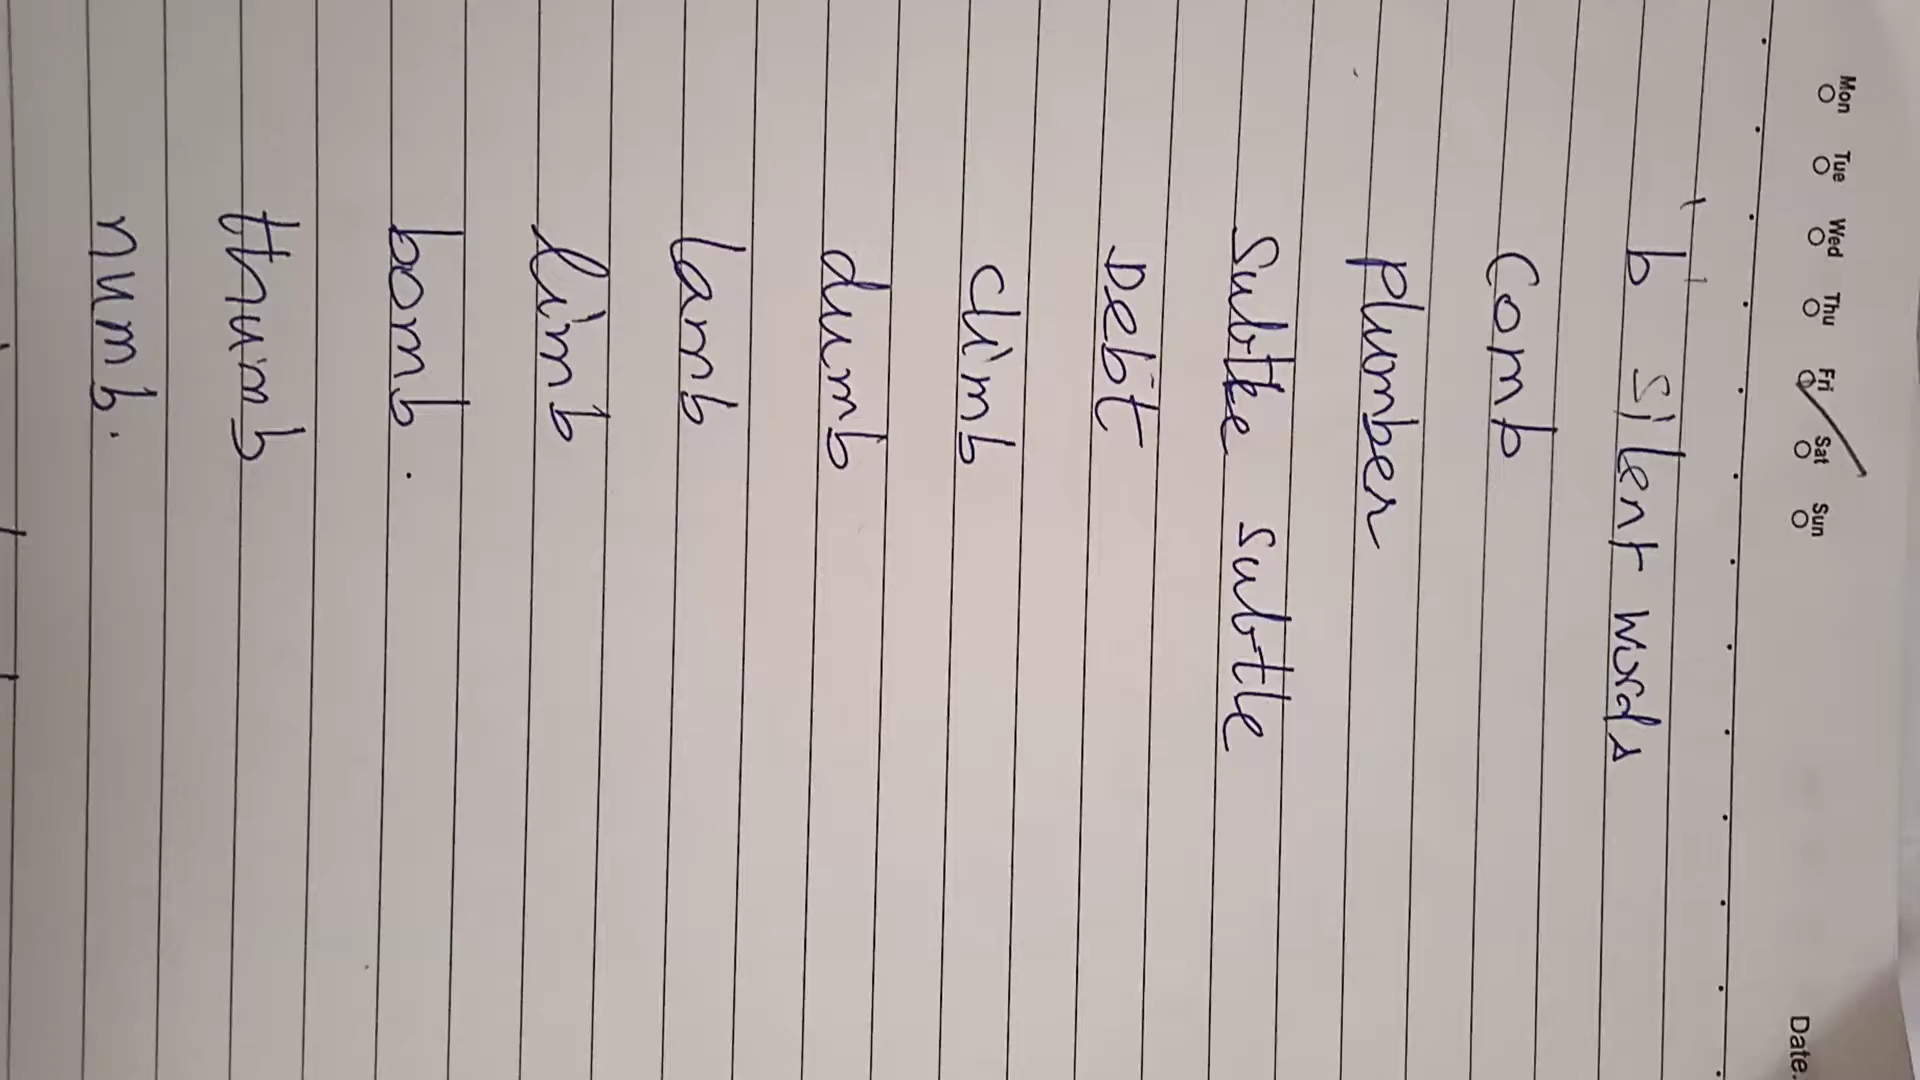 Mon Tue Wed Thu Fri Sat Sun
Date.
'b' silent words
Comb
Plumber
Subtke subtle
Debt
climb
dumb
lamb
limb
bomb.
thumb
numb.